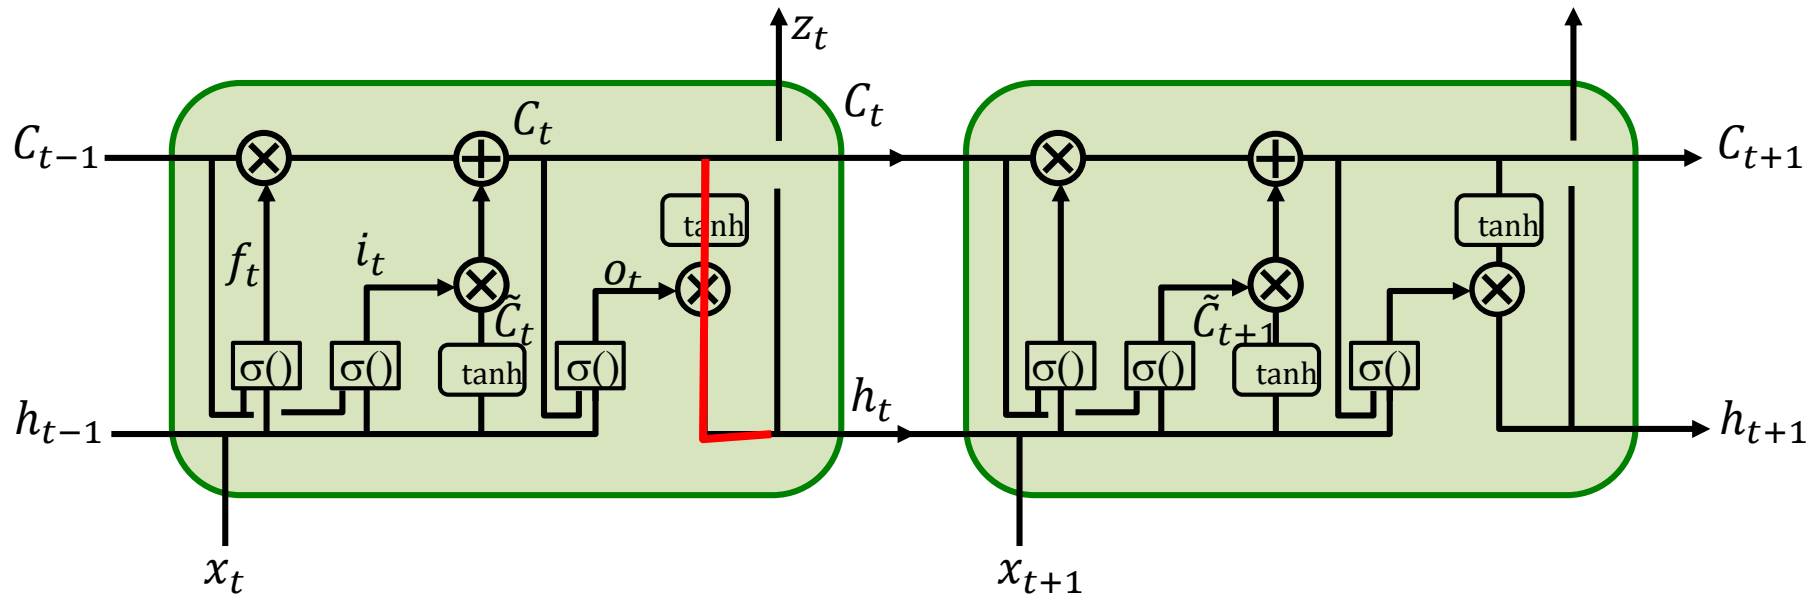 z_t
C_{t-1}
C_t
C_t
C_{t+1}
f_t
i_t
C̃_t
o_t
tanh
tanh
C̃_{t+1}
σ()
σ()
tanh
σ()
σ()
σ()
tanh
σ()
h_{t-1}
h_t
h_{t+1}
x_t
x_{t+1}